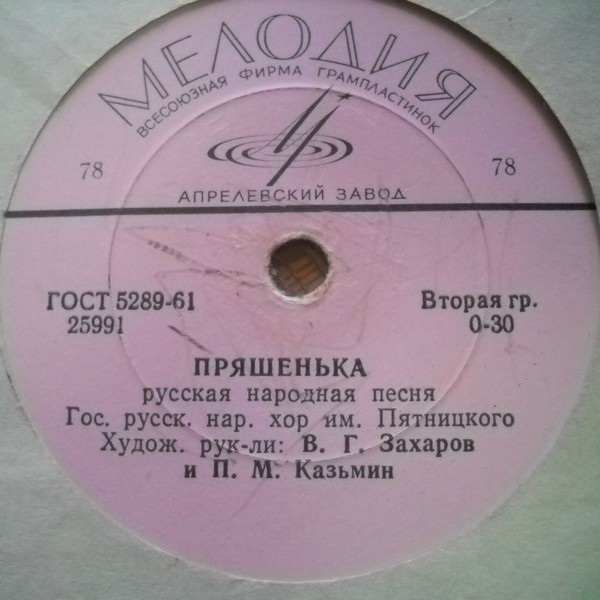 МЕЛОДИЯ
ВСЕСОЮЗНАЯ ФИРМА ГРАМПЛАСТИНОК
78 78
АПРЕЛЕВСКИЙ ЗАВОД
ГОСТ 5289-61 Вторая гр.
25991 0-30
ПРЯШЕНЬКА
русская народная песня
Гос. русск. нар. хор им. Пятницкого
Худож. рук-ли: В. Г. Захаров
и П. М. Казьмин